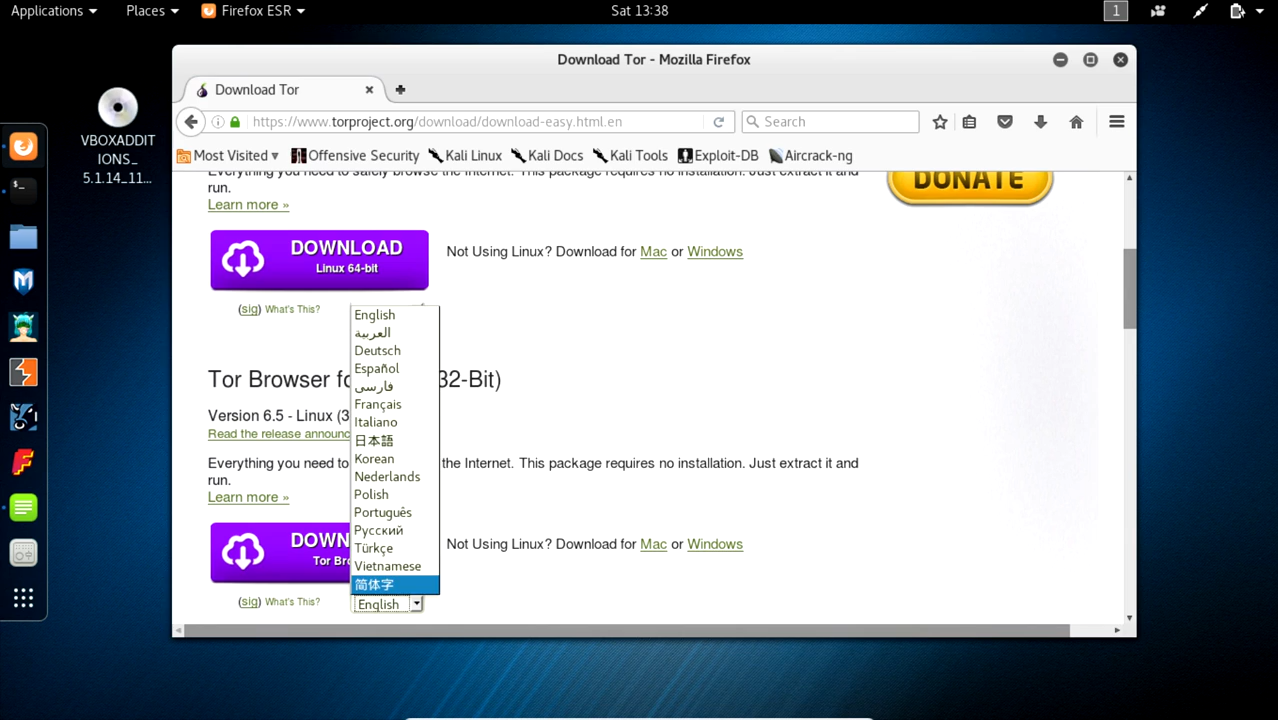 Applications Places Firefox ESR Sat 13:38 1
Download Tor - Mozilla Firefox
Download Tor
https://www.torproject.org/download/download-easy.html.en Search
Most Visited Offensive Security Kali Linux Kali Docs Kali Tools Exploit-DB Aircrack-ng
VBOXADDIT
IONS_
5.1.14_11...
Everything you need to safely browse the Internet. This package requires no installation. Just extract it and
run.
Learn more »
DONATE
DOWNLOAD
Linux 64-bit
Not Using Linux? Download for Mac or Windows
(sig) What's This?
English
العربية
Deutsch
Español
فارسی
Français
Italiano
日本語
Korean
Nederlands
Polish
Português
Русский
Türkçe
Vietnamese
简体字
English
Tor Browser fo 32-Bit)
Version 6.5 - Linux (3
Read the release announc
Everything you need to the Internet. This package requires no installation. Just extract it and
run.
Learn more »
DOWN
Tor Bro
Not Using Linux? Download for Mac or Windows
(sig) What's This?